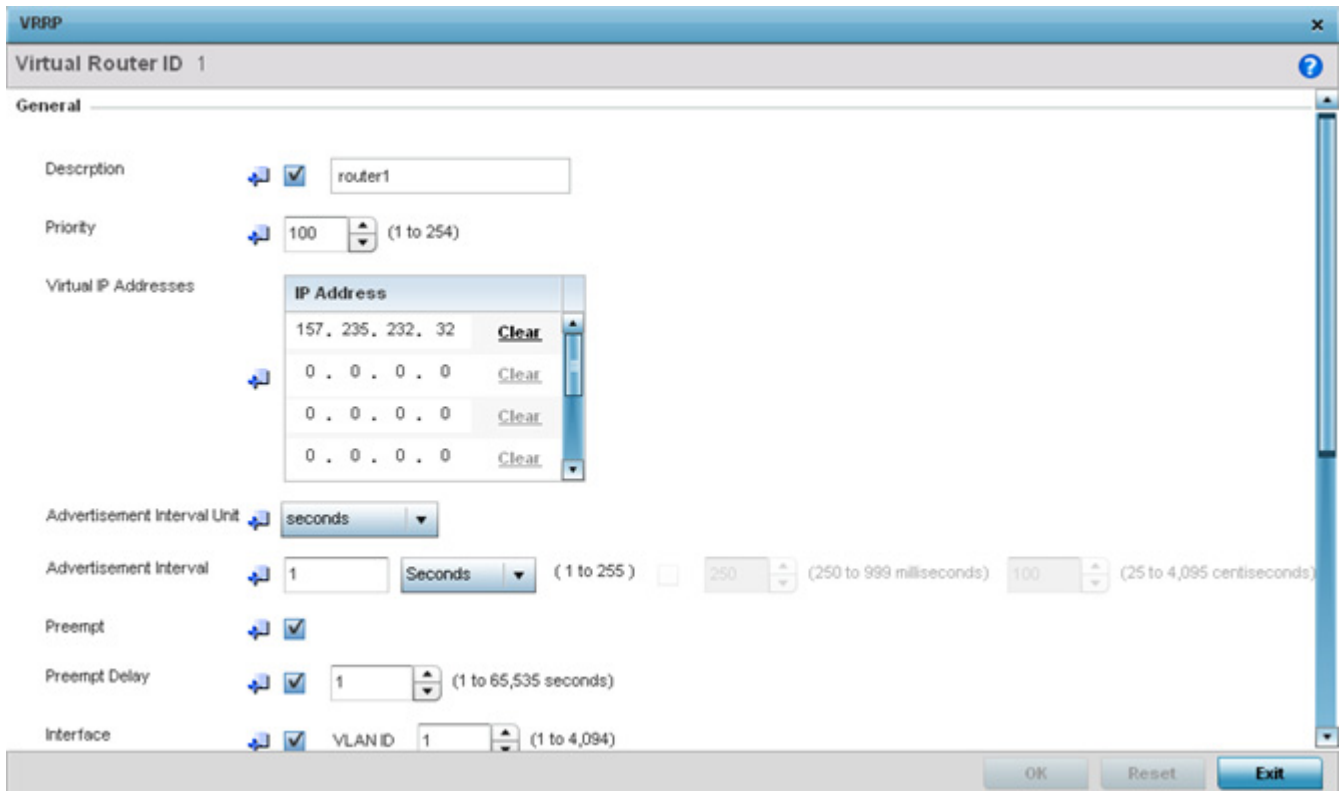 VRRP
Virtual Router ID 1
General
Descrption router1
Priority 100 (1 to 254)
Virtual IP Addresses
IP Address
157. 235. 232. 32 Clear
0 . 0 . 0 . 0 Clear
0 . 0 . 0 . 0 Clear
0 . 0 . 0 . 0 Clear
Advertisement Interval Unit seconds
Advertisement Interval 1 Seconds ( 1 to 255 ) 250 (250 to 999 milliseconds) 100 (25 to 4,095 centiseconds)
Preempt
Preempt Delay 1 (1 to 65,535 seconds)
Interface VLAN ID 1 (1 to 4,094)
OK Reset Exit